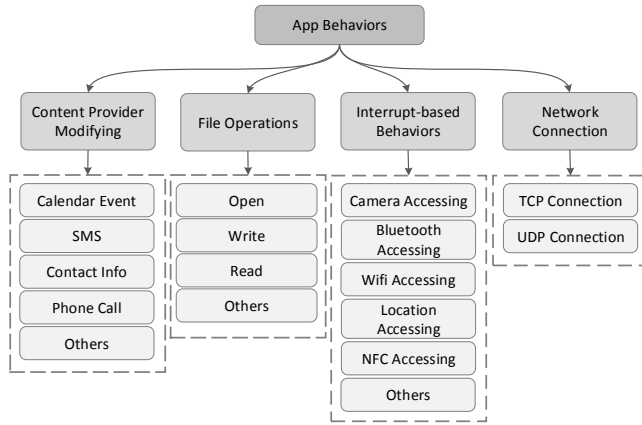 App Behaviors
Content Provider
Modifying
File Operations
Interrupt-based
Behaviors
Network
Connection
Calendar Event
SMS
Contact Info
Phone Call
Others
Open
Write
Read
Others
Camera Accessing
Bluetooth
Accessing
Wifi Accessing
Location
Accessing
NFC Accessing
Others
TCP Connection
UDP Connection